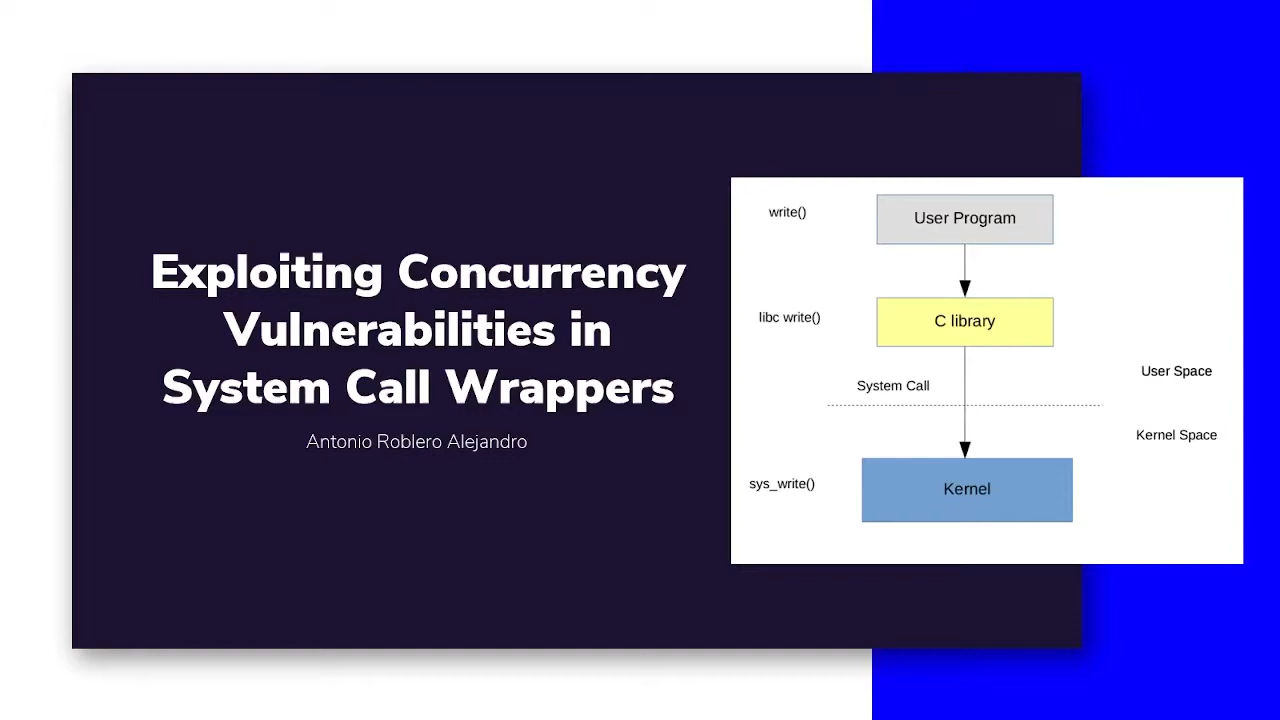 Exploiting Concurrency
Vulnerabilities in
System Call Wrappers
Antonio Roblero Alejandro
write()
User Program
libc write()
C library
User Space
System Call
Kernel Space
sys_write()
Kernel